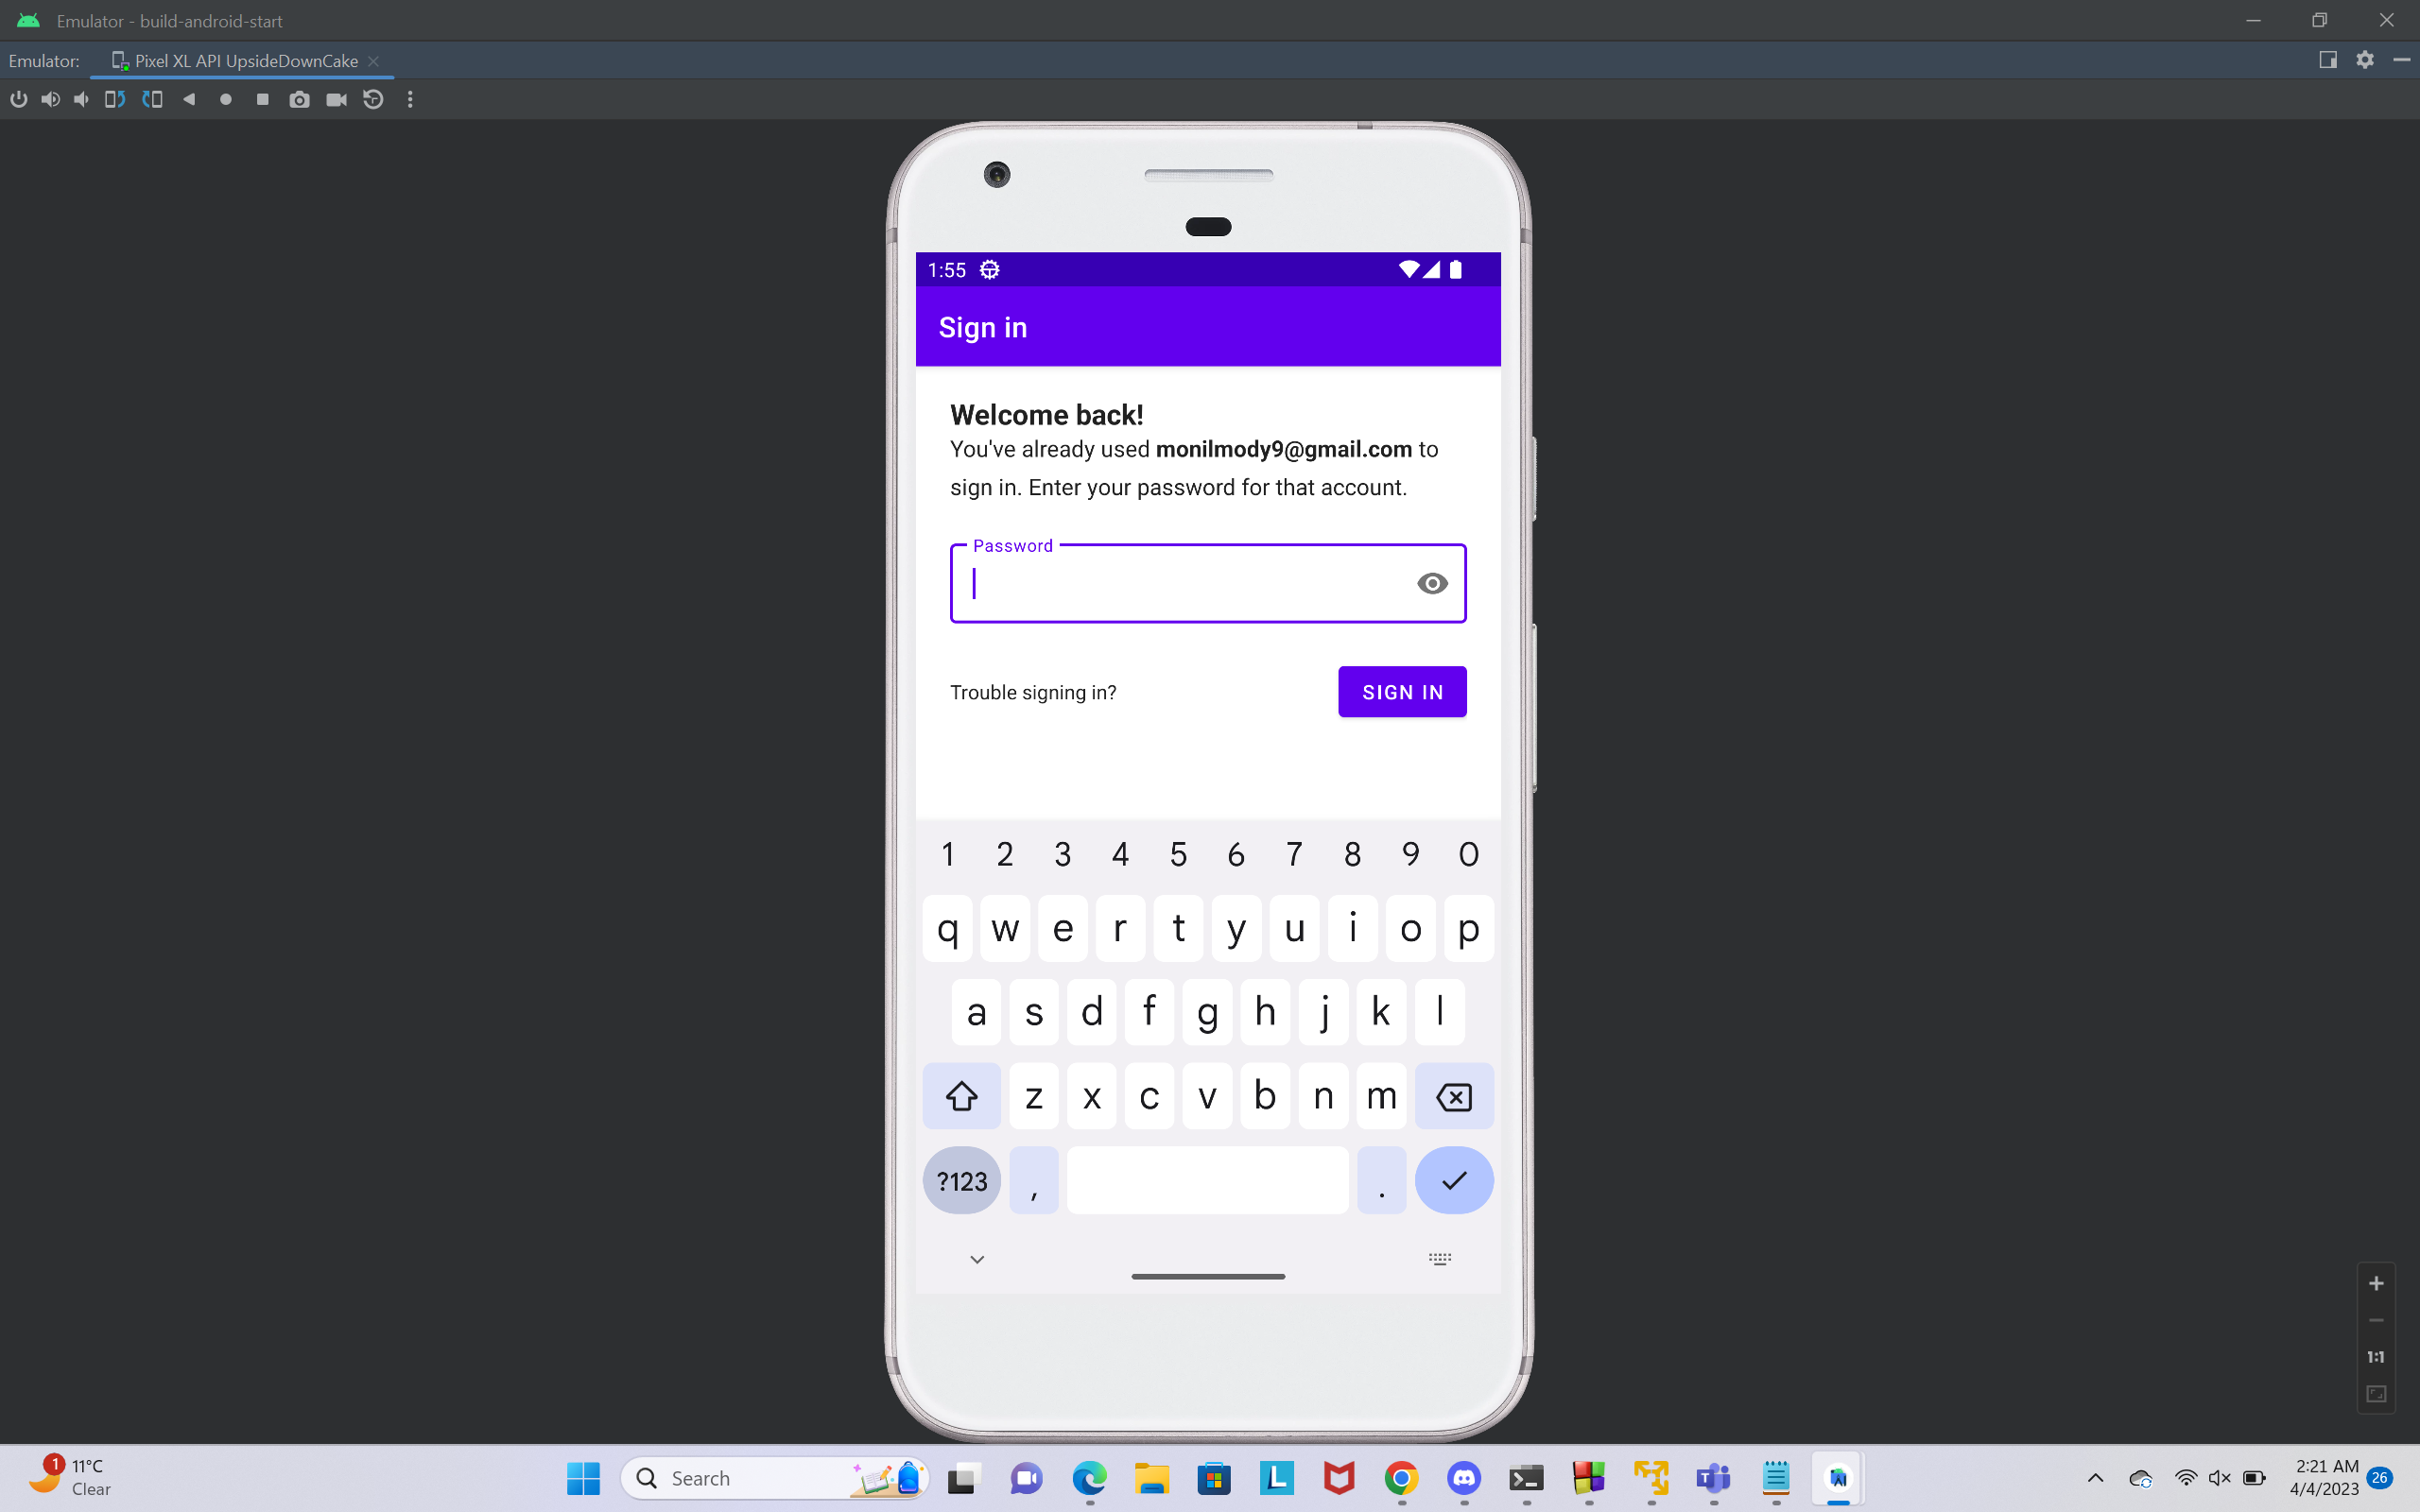 Emulator - build-android-start
Emulator: Pixel XL API UpsideDownCake
1:55
Sign in
Welcome back!
You've already used monilmody9@gmail.com to
sign in. Enter your password for that account.
Password
Trouble signing in? SIGN IN
1 2 3 4 5 6 7 8 9 0
q w e r t y u i o p
a s d f g h j k l
z x c v b n m
?123 , .
1:1
1 11°C
Clear
Search
2:21 AM
4/4/2023 26